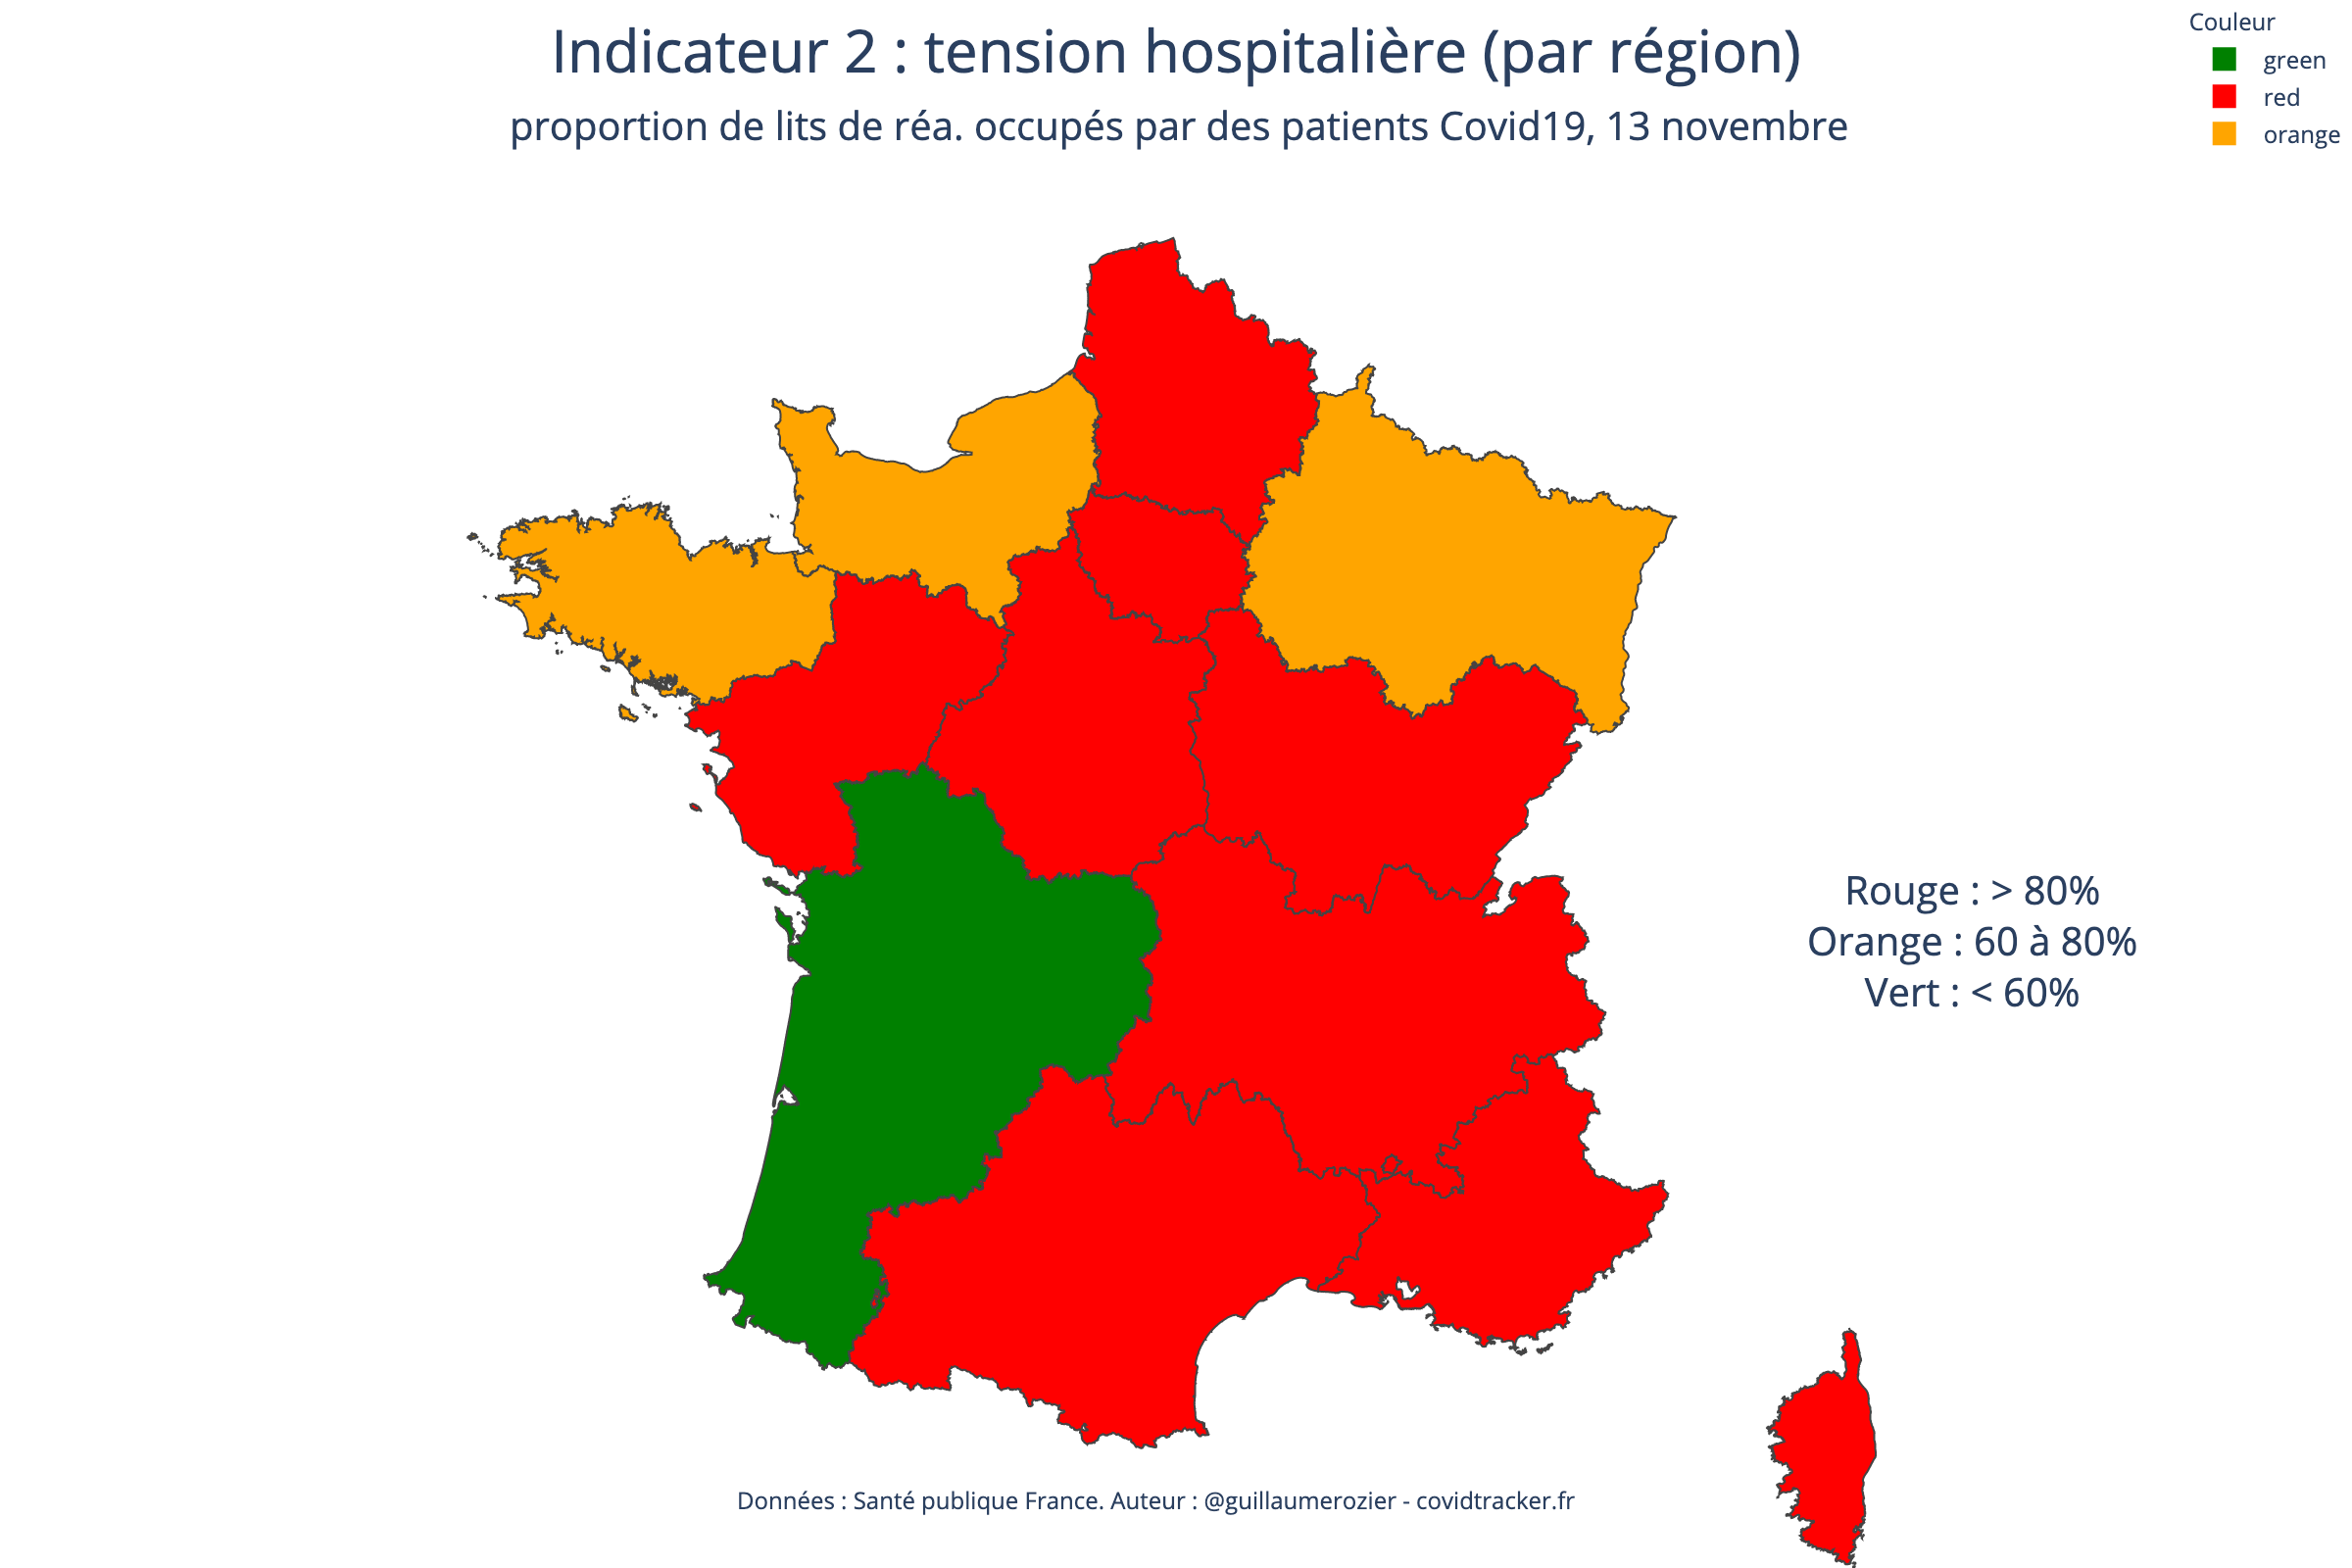 Indicateur 2 : tension hospitalière (par région)
proportion de lits de réa. occupés par des patients Covid19, 13 novembre
Couleur
green
red
orange
Rouge : > 80%
Orange : 60 à 80%
Vert : < 60%
Données : Santé publique France. Auteur : @guillaumerozier - covidtracker.fr